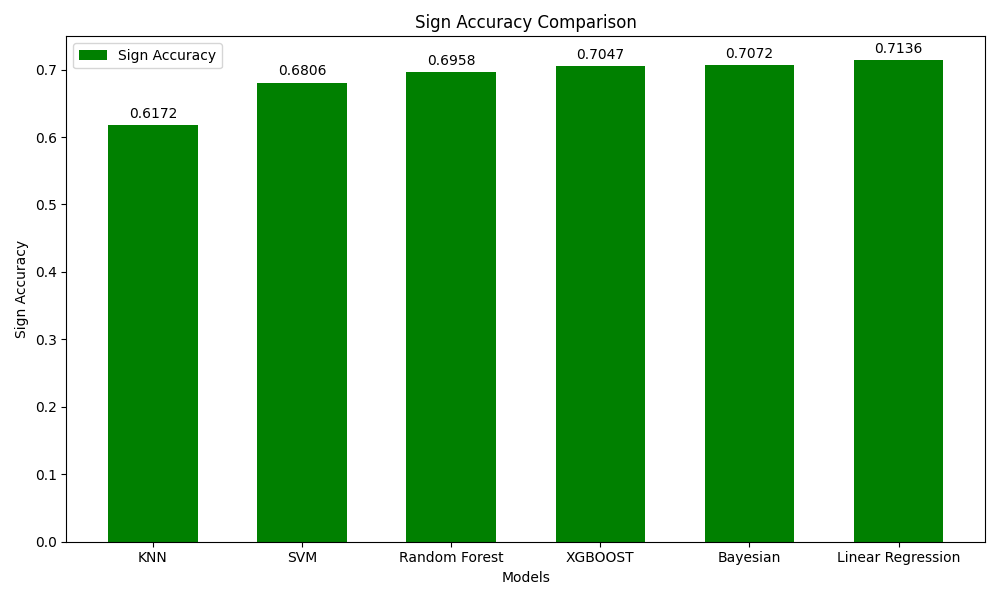 Sign Accuracy Comparison
Sign Accuracy
0.6172
0.6806
0.6958
0.7047
0.7072
0.7136
Sign Accuracy
0.7
0.6
0.5
0.4
0.3
0.2
0.1
0.0
KNN
SVM
Random Forest
XGBOOST
Bayesian
Linear Regression
Models